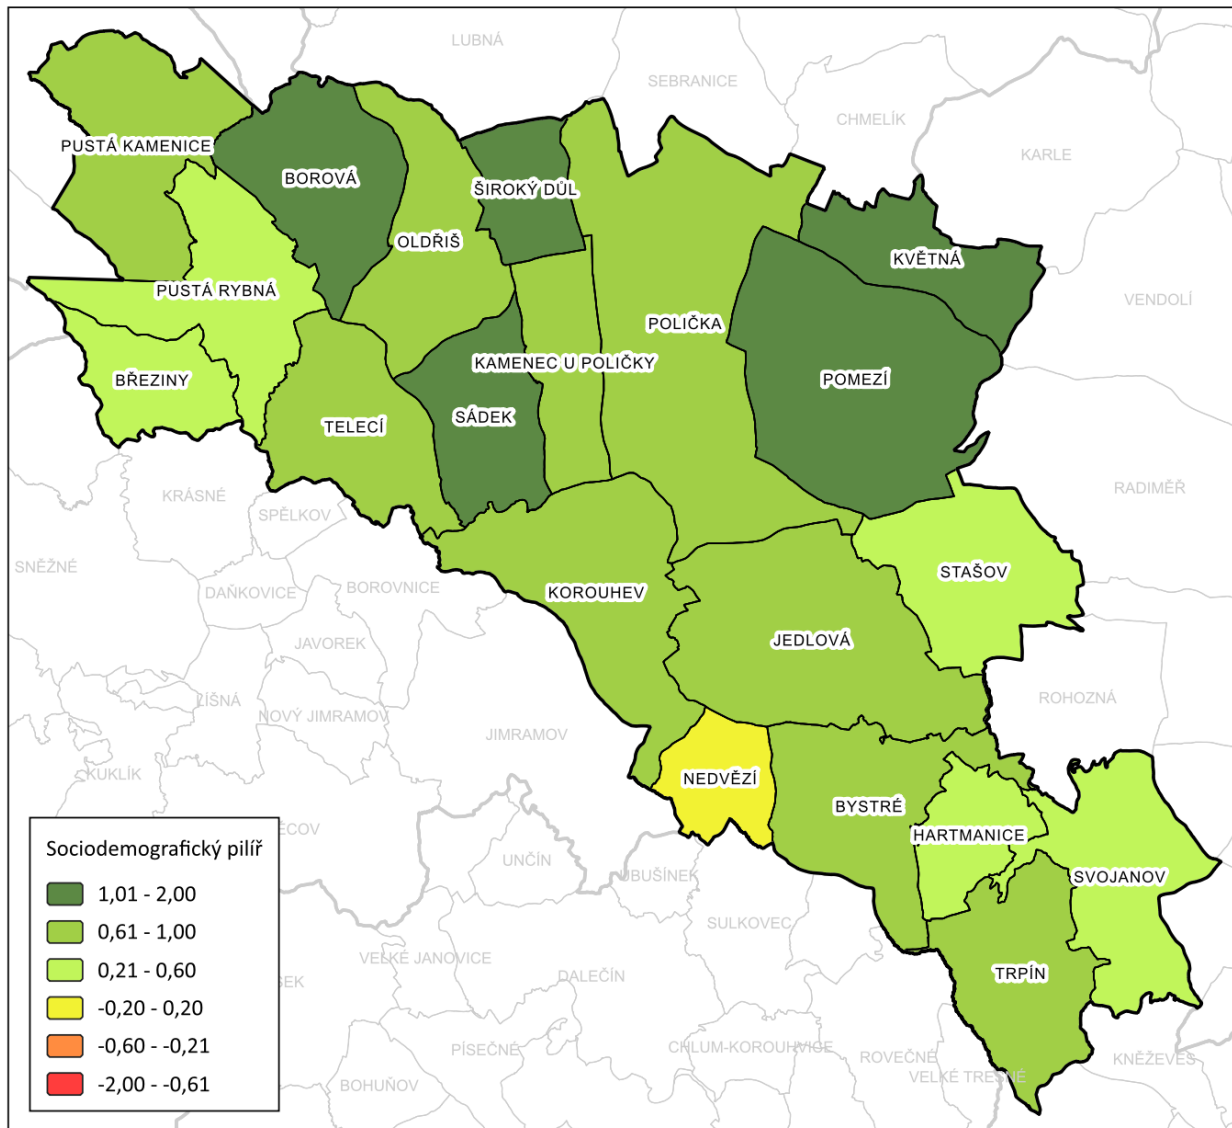 LUBNÁ
SEBRANICE
CHMELÍK
PUSTÁ KAMENICE
KARLE
BOROVÁ
ŠIROKÝ DŮL
OLDŘIŠ
KVĚTNÁ
PUSTÁ RYBNÁ
VENDOLÍ
POLIČKA
KAMENEC U POLIČKY
BŘEZINY
POMEZÍ
SÁDEK
TELECÍ
RADIMĚŘ
KRÁSNÉ
SPĚLKOV
SNĚŽNÉ
STAŠOV
BOROVNICE
DAŇKOVICE
KOROUHEV
JEDLOVÁ
JAVOREK
ROHOZNÁ
LÍŠNÁ
NOVÝ JIMRAMOV
JIMRAMOV
KUKLÍK
NEDVĚZÍ
BYSTRÉ
HARTMANICE
ĚCOV
Sociodemografický pilíř
UNČÍN
UBUŠÍNEK
SVOJANOV
1,01 - 2,00
SULKOVEC
0,61 - 1,00
VELKÉ JANOVICE
0,21 - 0,60
DALEČÍN
TRPÍN
SEK
-0,20 - 0,20
-0,60 - -0,21
PÍSEČNÉ
CHLUM-KOROUHVICE
ROVEČNÉ
KNĚŽEVES
VELKÉ TRESNÉ
-2,00 - -0,61
BOHUŇOV